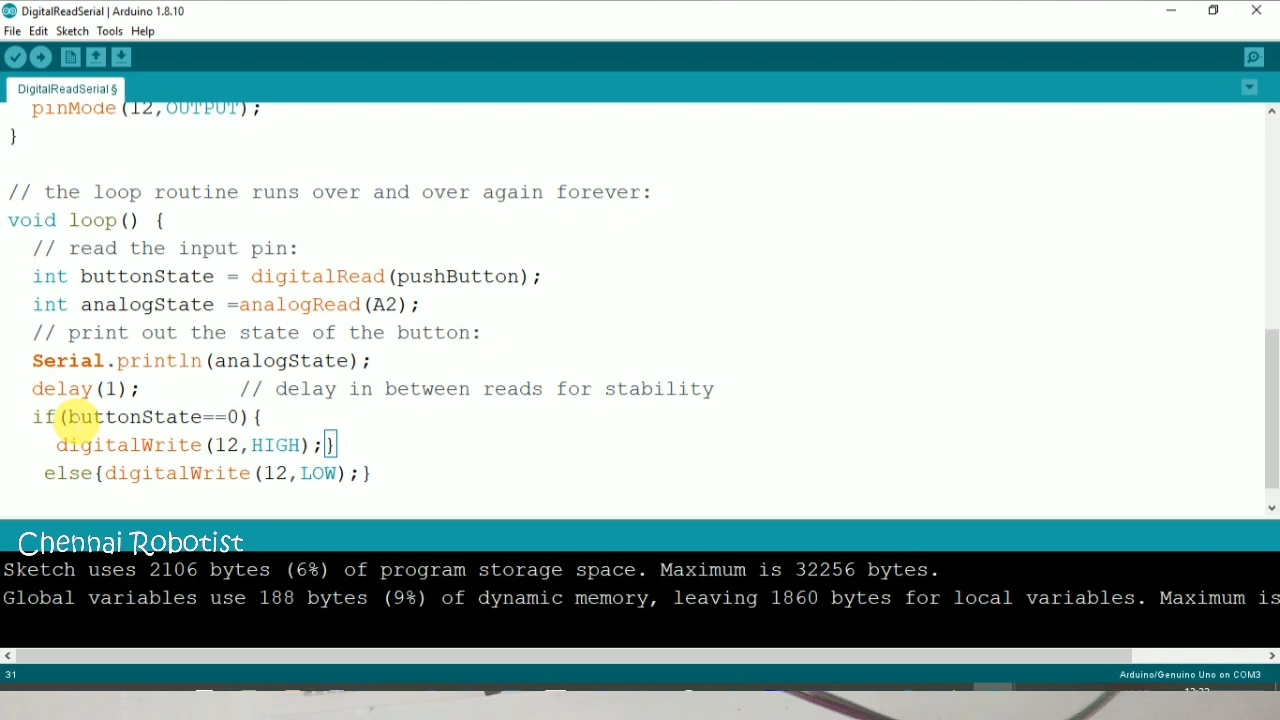 DigitalReadSerial | Arduino 1.8.10
File Edit Sketch Tools Help
DigitalReadSerial §
pinMode(12,OUTPUT);
}
// the loop routine runs over and over again forever:
void loop() {
// read the input pin:
int buttonState = digitalRead(pushButton);
int analogState =analogRead(A2);
// print out the state of the button:
Serial.println(analogState);
delay(1);        // delay in between reads for stability
if(buttonState==0){
digitalWrite(12,HIGH);}
else{digitalWrite(12,LOW);}
Chennai Robotist
Sketch uses 2106 bytes (6%) of program storage space. Maximum is 32256 bytes.
Global variables use 188 bytes (9%) of dynamic memory, leaving 1860 bytes for local variables. Maximum is
31
Arduino/Genuino Uno on COM3